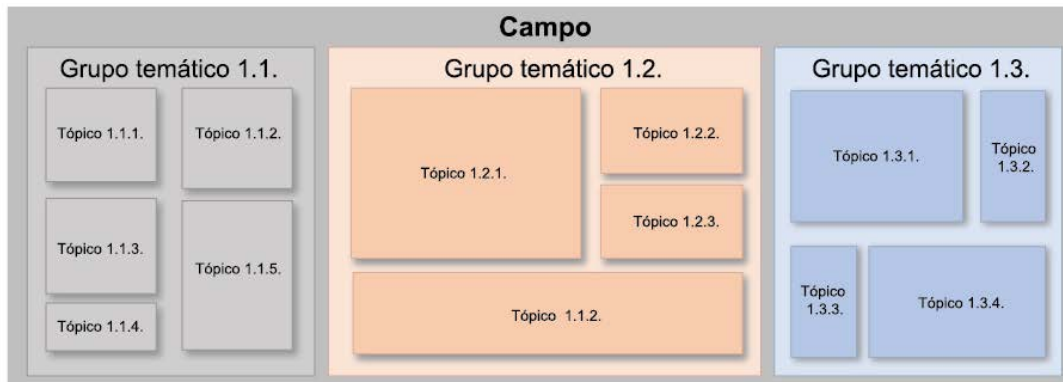 Campo
Grupo temático 1.1.
Tópico 1.1.1.
Tópico 1.1.2.
Tópico 1.1.3.
Tópico 1.1.4.
Tópico 1.1.5.
Grupo temático 1.2.
Tópico 1.2.1.
Tópico 1.2.2.
Tópico 1.2.3.
Tópico 1.1.2.
Grupo temático 1.3.
Tópico 1.3.1.
Tópico
1.3.2.
Tópico
1.3.3.
Tópico 1.3.4.